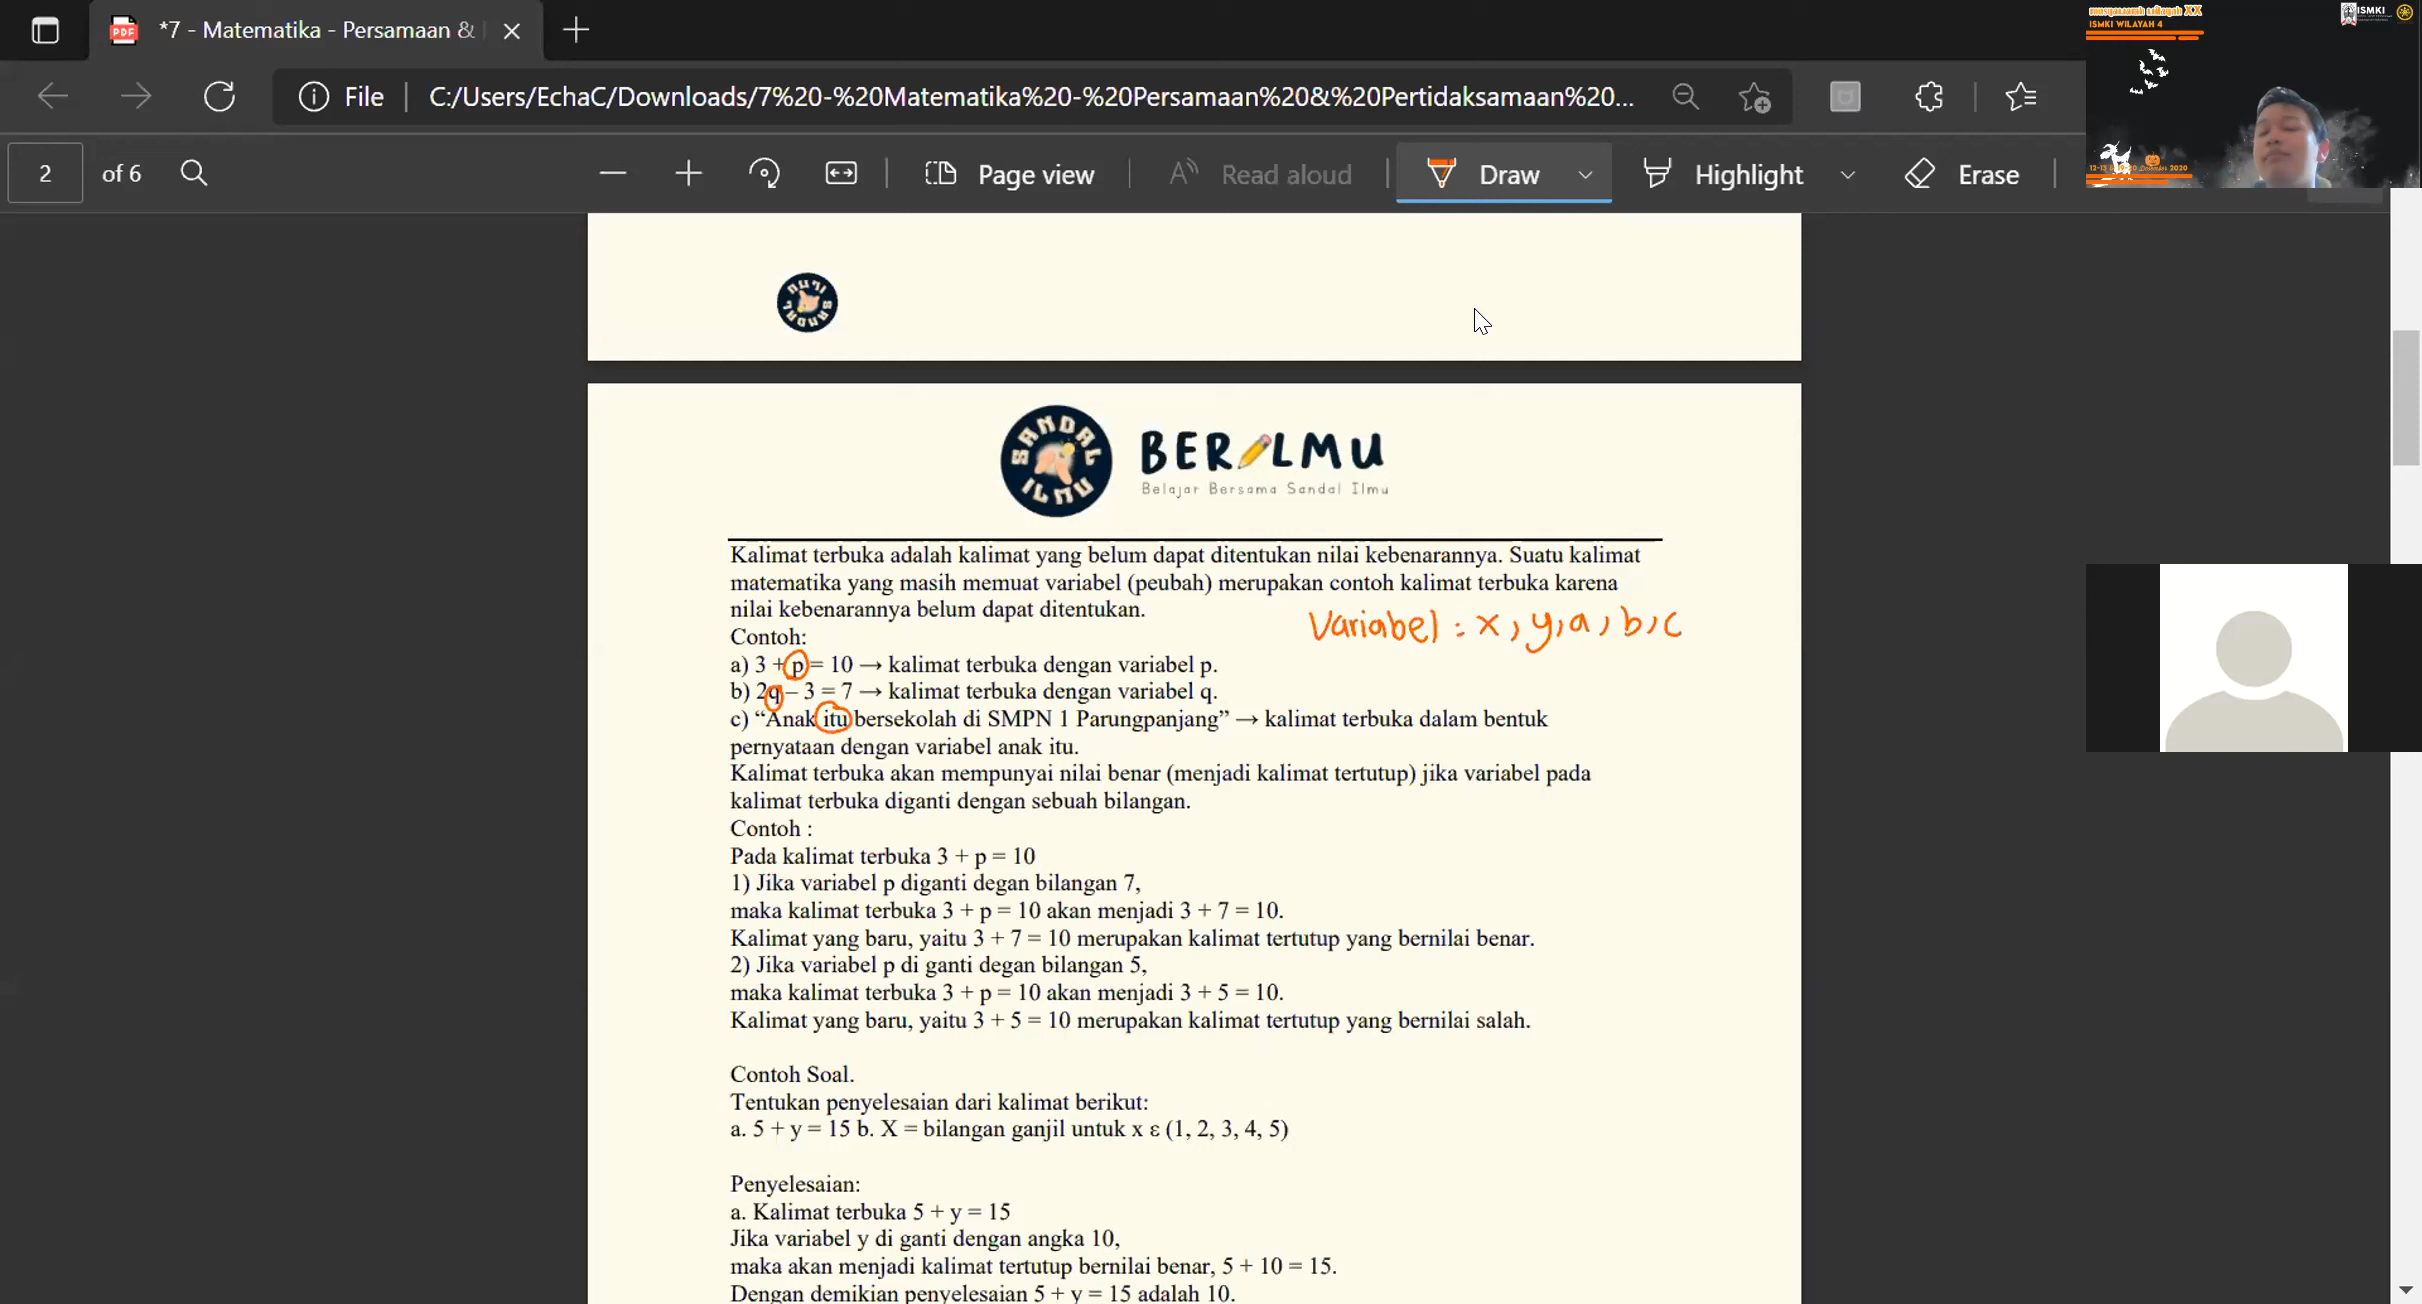 *7 - Matematika - Persamaan &
File
C:/Users/EchaC/Downloads/7%20-%20Matematika%20-%20Persamaan%20&%20Pertidaksamaan%20...
2 of 6
Page view
Read aloud
Draw
Highlight
Erase
musyawarah wilayah XX
ISMKI WILAYAH 4
ISMKI
SANDAL ILMU
SANDAL ILMU
BERILMU
Belajar Bersama Sandal Ilmu
Kalimat terbuka adalah kalimat yang belum dapat ditentukan nilai kebenarannya. Suatu kalimat
matematika yang masih memuat variabel (peubah) merupakan contoh kalimat terbuka karena
nilai kebenarannya belum dapat ditentukan.
Variabel : x, y, a, b, c
Contoh:
a) 3 + p = 10 → kalimat terbuka dengan variabel p.
b) 2q – 3 = 7 → kalimat terbuka dengan variabel q.
c) “Anak itu bersekolah di SMPN 1 Parungpanjang” → kalimat terbuka dalam bentuk
pernyataan dengan variabel anak itu.
Kalimat terbuka akan mempunyai nilai benar (menjadi kalimat tertutup) jika variabel pada
kalimat terbuka diganti dengan sebuah bilangan.
Contoh :
Pada kalimat terbuka 3 + p = 10
1) Jika variabel p diganti degan bilangan 7,
maka kalimat terbuka 3 + p = 10 akan menjadi 3 + 7 = 10.
Kalimat yang baru, yaitu 3 + 7 = 10 merupakan kalimat tertutup yang bernilai benar.
2) Jika variabel p di ganti degan bilangan 5,
maka kalimat terbuka 3 + p = 10 akan menjadi 3 + 5 = 10.
Kalimat yang baru, yaitu 3 + 5 = 10 merupakan kalimat tertutup yang bernilai salah.
Contoh Soal.
Tentukan penyelesaian dari kalimat berikut:
a. 5 + y = 15 b. X = bilangan ganjil untuk x ε (1, 2, 3, 4, 5)
Penyelesaian:
a. Kalimat terbuka 5 + y = 15
Jika variabel y di ganti dengan angka 10,
maka akan menjadi kalimat tertutup bernilai benar, 5 + 10 = 15.
Dengan demikian penyelesaian 5 + y = 15 adalah 10.